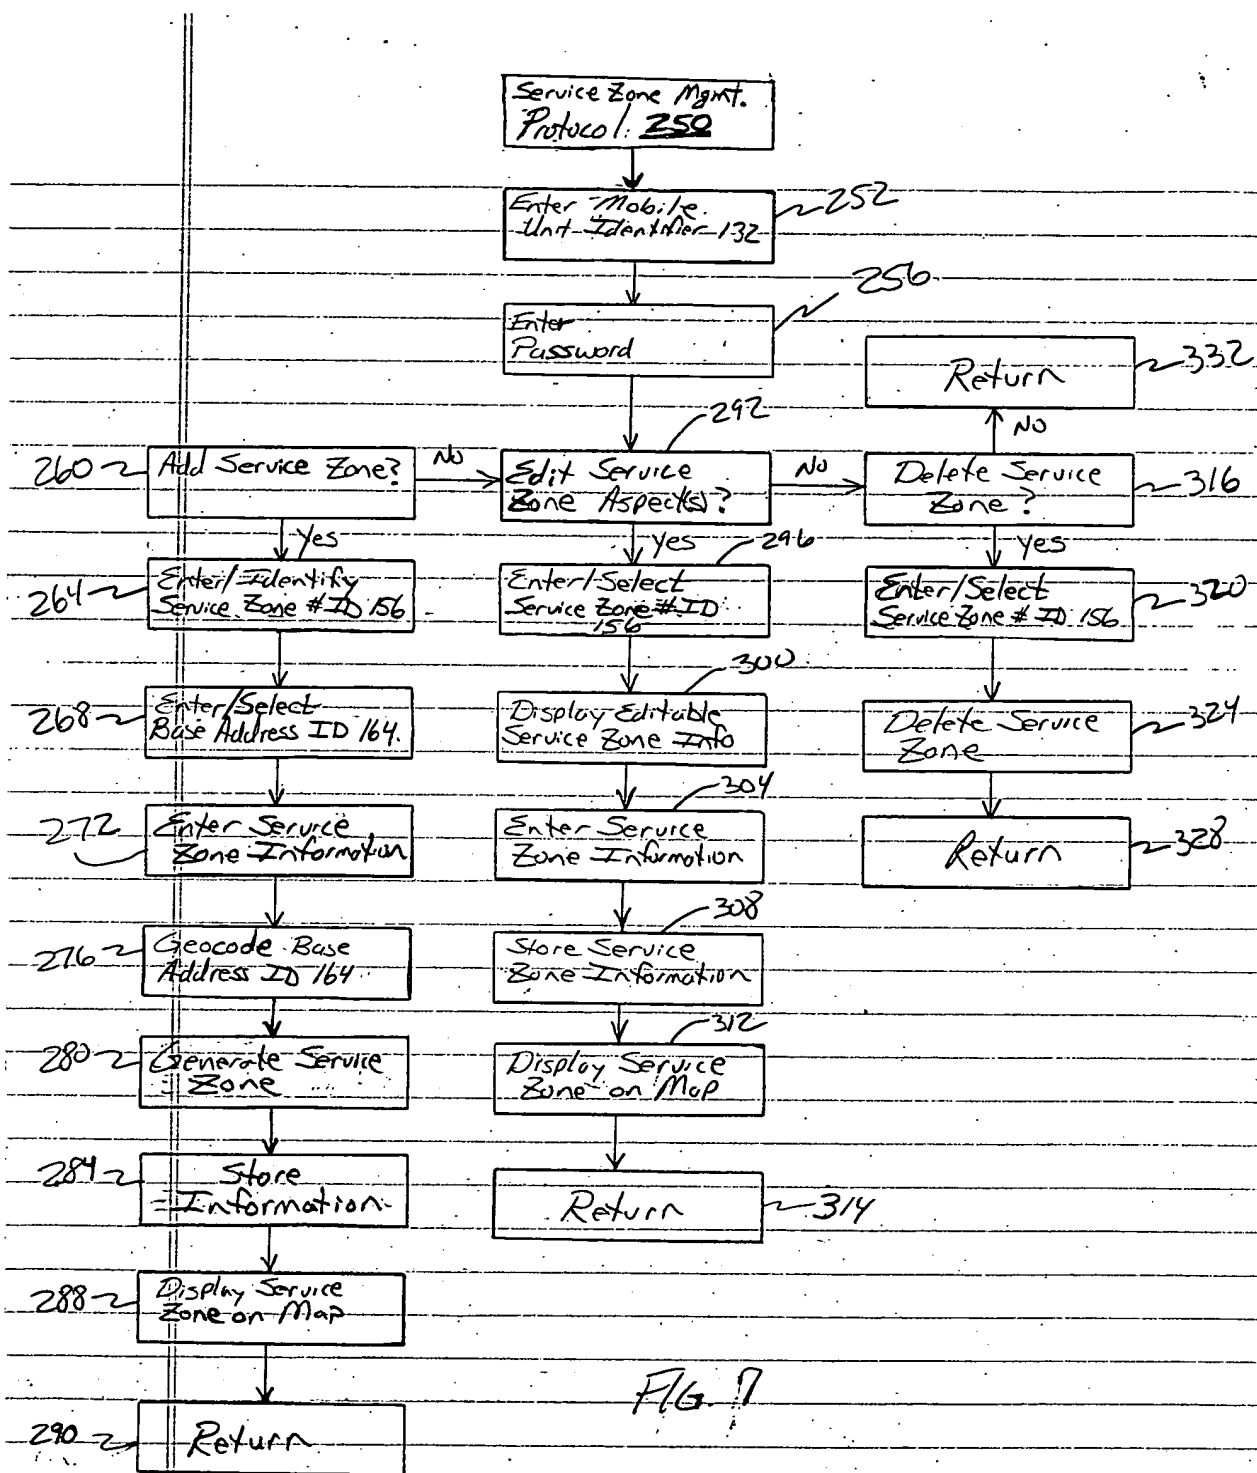 Service Zone Mgmt.
Protocol: 250
Enter Mobile
Unit Identifier 132
252
256
Enter
Password
Return
332
292
No
260
Add Service Zone?
No
Edit Service
Zone Aspect(s)?
No
Delete Service
Zone?
316
Yes
Yes
296
Yes
264
Enter/Identify
Service Zone # ID 156
Enter/Select
Service Zone # ID
156
Enter/Select
Service Zone # ID 156
320
300
268
Enter/Select
Base Address ID 164.
Display Editable
Service Zone Info
Delete Service
Zone
324
304
272
Enter Service
Zone Information
Enter Service
Zone Information
Return
328
308
276
Geocode Base
Address ID 164
Store Service
Zone Information
312
280
Generate Service
Zone
Display Service
Zone on Map
284
Store
Information
Return
314
288
Display Service
Zone on Map
FIG. 7
290
Return